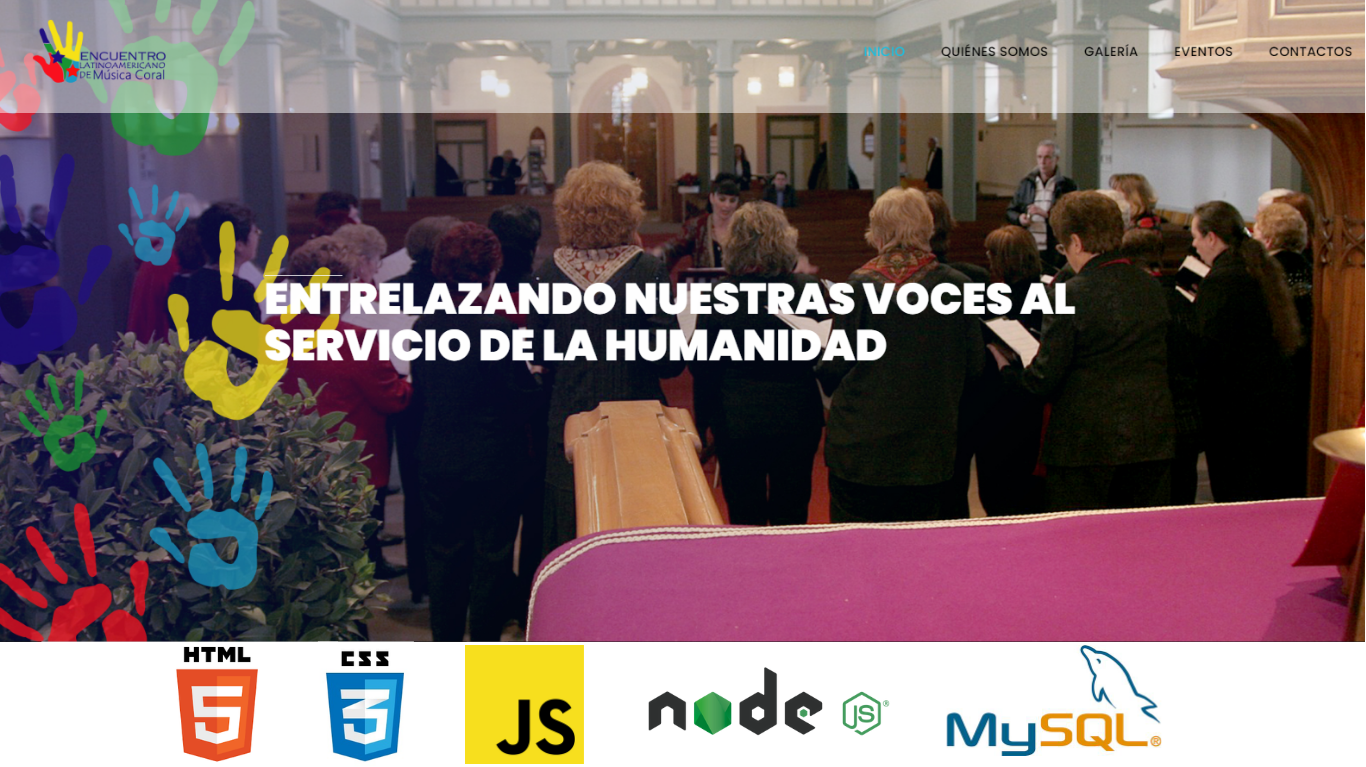 ENCUENTRO
LATINOAMERICANO
DE Música Coral
INICIO
QUIÉNES SOMOS
GALERÍA
EVENTOS
CONTACTOS
ENTRELAZANDO NUESTRAS VOCES AL
SERVICIO DE LA HUMANIDAD
HTML
5
CSS
3
JS
node
JS®
MySQL®